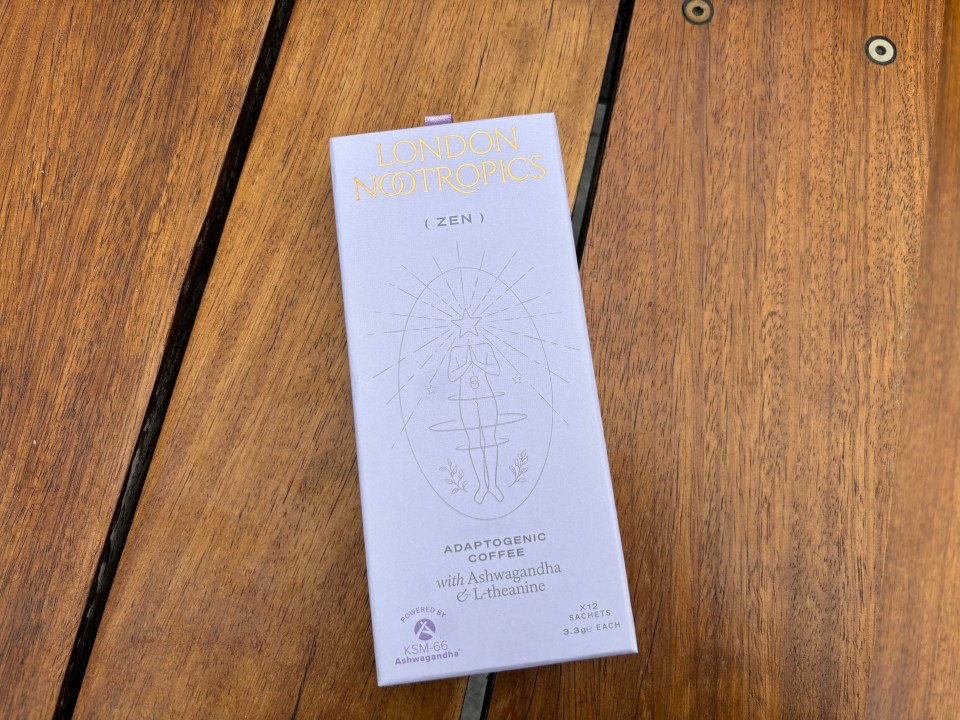 LONDON
NOOTROPICS
( ZEN )
ADAPTOGENIC
COFFEE
with Ashwagandha
& L-theanine
POWERED BY
KSM-66
Ashwagandha®
X12
SACHETS
3.3g℮ EACH